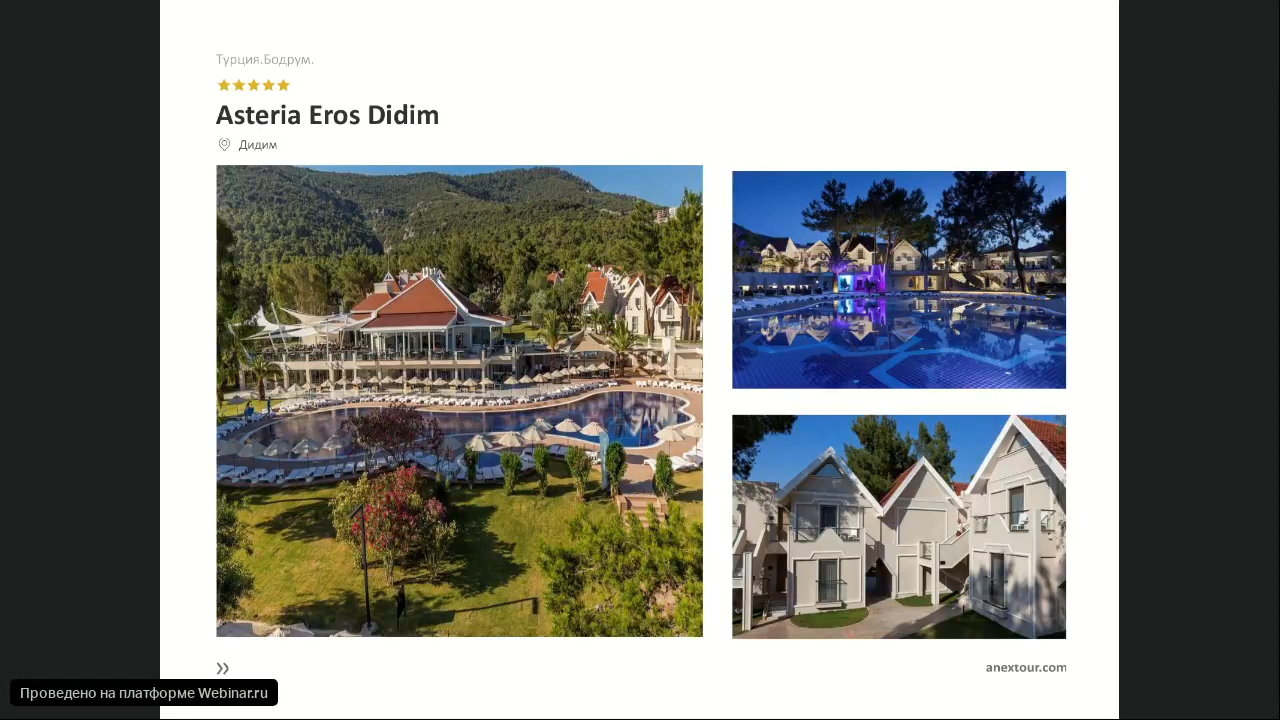 Турция.Бодрум.
Asteria Eros Didim
Дидим
anextour.com
Проведено на платформе Webinar.ru